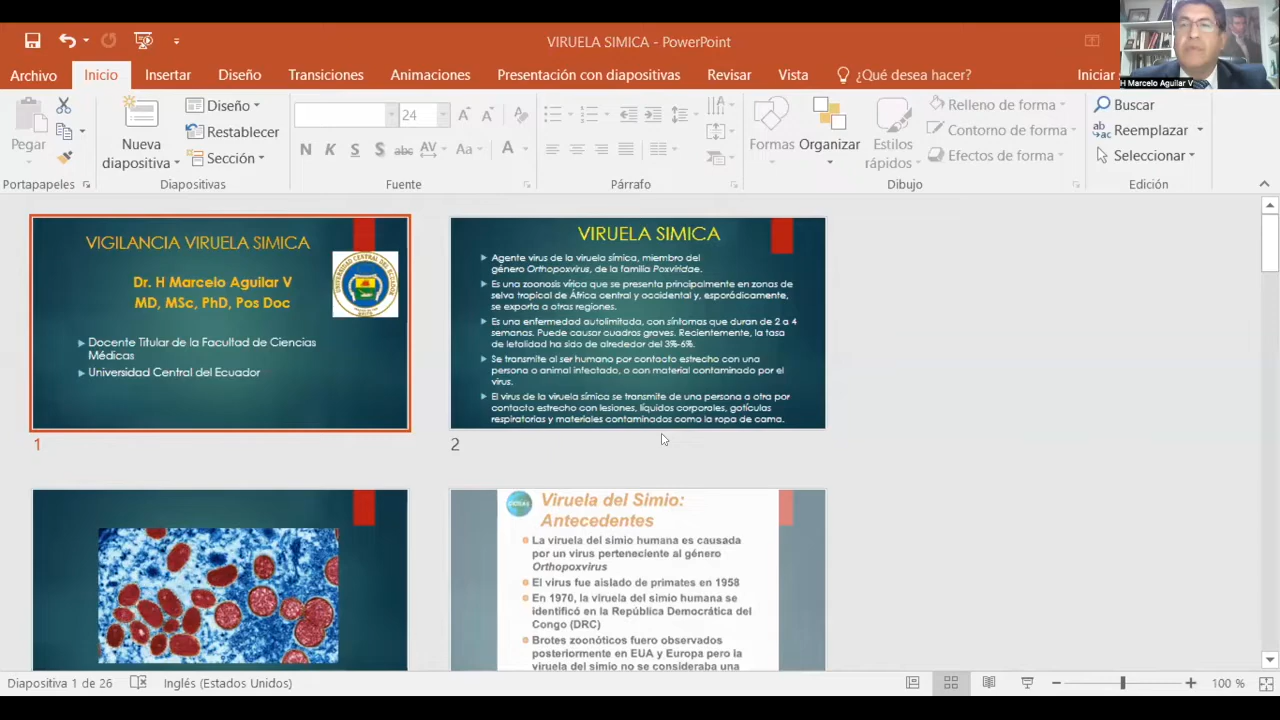 VIRUELA SIMICA - PowerPoint
H Marcelo Aguilar V
Archivo
Inicio
Insertar
Diseño
Transiciones
Animaciones
Presentación con diapositivas
Revisar
Vista
¿Qué desea hacer?
Iniciar
Pegar
Nueva
diapositiva
Diseño
Restablecer
Sección
24
N K S S abc AV Aa A
Formas
Organizar
Estilos
rápidos
Relleno de forma
Contorno de forma
Efectos de forma
Buscar
Reemplazar
Seleccionar
Portapapeles
Diapositivas
Fuente
Párrafo
Dibujo
Edición
VIGILANCIA VIRUELA SIMICA
Dr. H Marcelo Aguilar V
MD, MSc, PhD, Pos Doc
Docente Titular de la Facultad de Ciencias
Médicas
Universidad Central del Ecuador
1
VIRUELA SIMICA
Agente virus de la viruela símica, miembro del
género Orthopoxvirus, de la familia Poxviridae.
Es una zoonosis vírica que se presenta principalmente en zonas de
selva tropical de África central y occidental y, esporádicamente,
se exporta a otras regiones.
Es una enfermedad autolimitada, con síntomas que duran de 2 a 4
semanas. Puede causar cuadros graves. Recientemente, la tasa
de letalidad ha sido de alrededor del 3%-6%.
Se transmite al ser humano por contacto estrecho con una
persona o animal infectado, o con material contaminado por el
virus.
El virus de la viruela símica se transmite de una persona a otra por
contacto estrecho con lesiones, líquidos corporales, gotículas
respiratorias y materiales contaminados como la ropa de cama.
2
Viruela del Simio:
Antecedentes
La viruela del simio humana es causada
por un virus perteneciente al género
Orthopoxvirus
El virus fue aislado de primates en 1958
En 1970, la viruela del simio humana se
identificó en la República Democrática del
Congo (DRC)
Brotes zoonóticos fuero observados
posteriormente en EUA y Europa pero la
viruela del simio no se consideraba una
Diapositiva 1 de 26
Inglés (Estados Unidos)
100 %